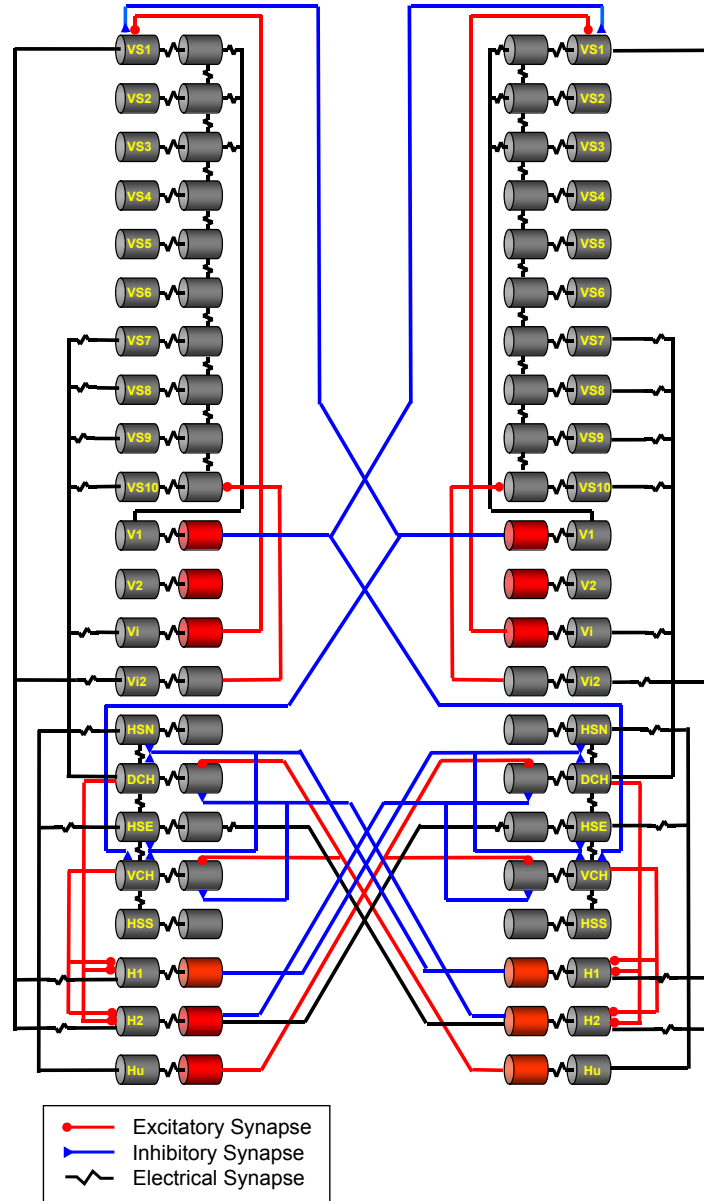 VS1 VS1
VS2 VS2
VS3 VS3
VS4 VS4
VS5 VS5
VS6 VS6
VS7 VS7
VS8 VS8
VS9 VS9
VS10 VS10
V1 V1
V2 V2
Vi Vi
Vi2 Vi2
HSN HSN
DCH DCH
HSE HSE
VCH VCH
HSS HSS
H1 H1
H2 H2
Hu Hu
Excitatory Synapse
Inhibitory Synapse
Electrical Synapse